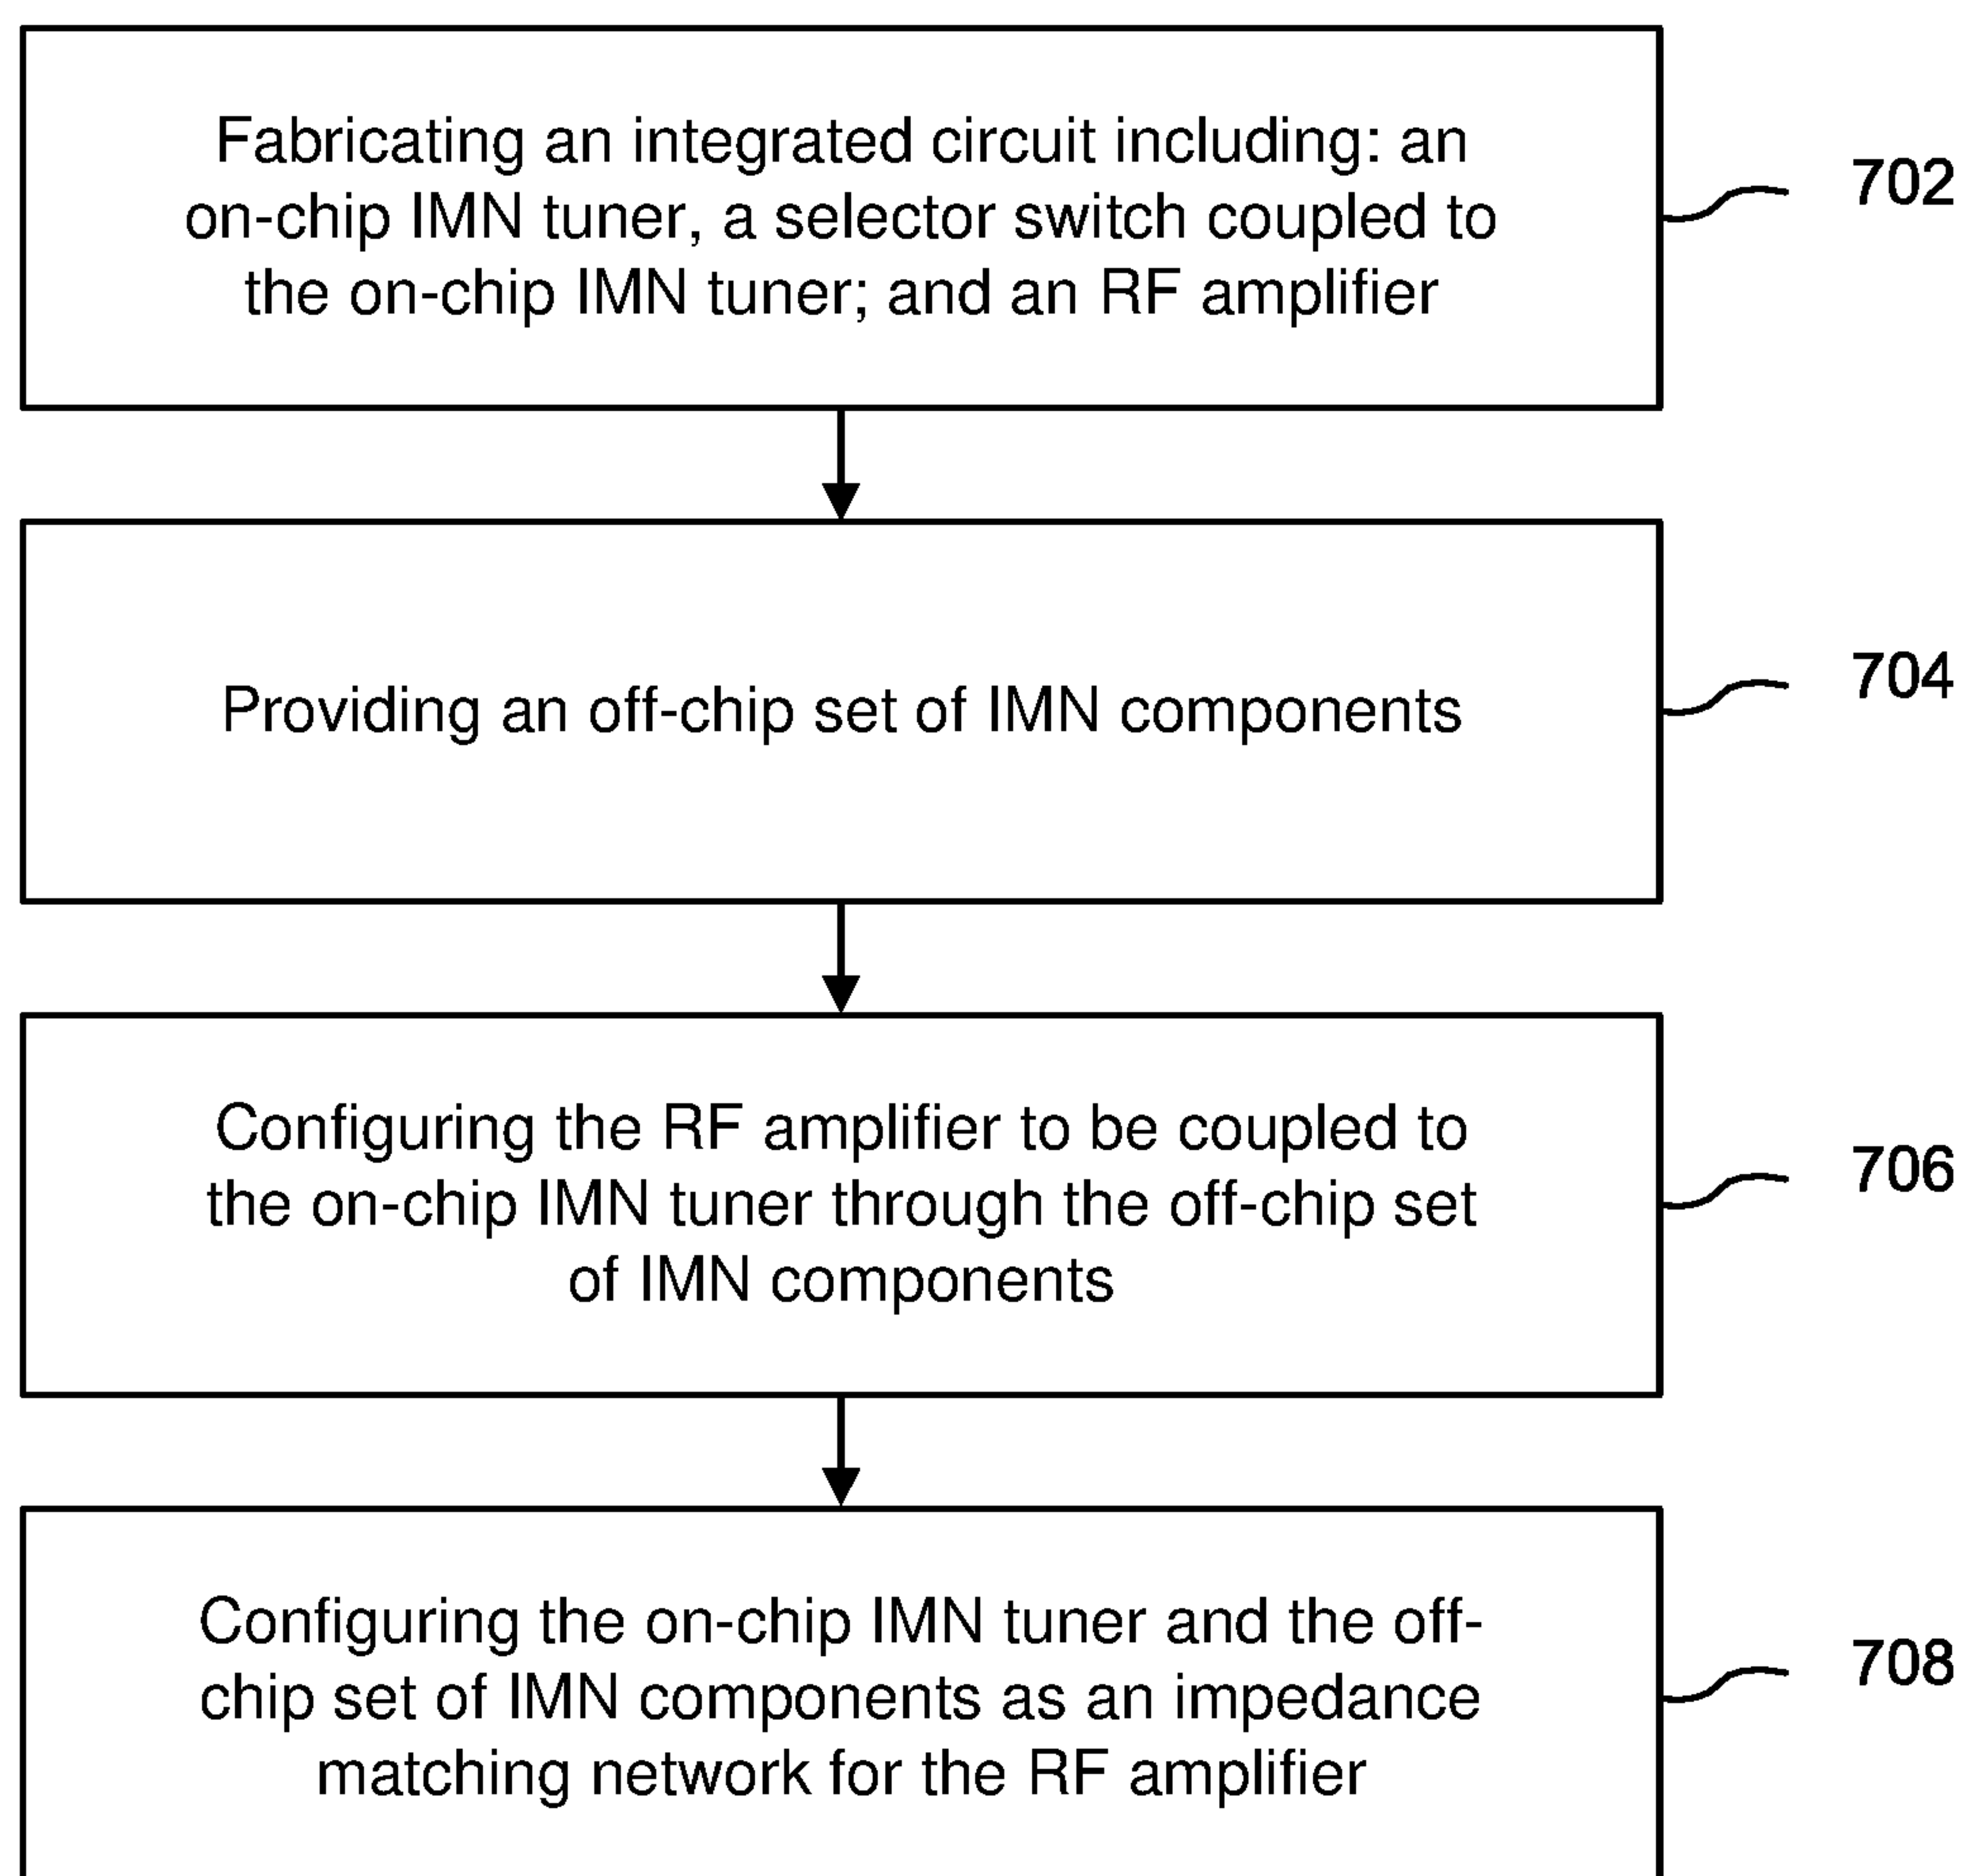 Fabricating an integrated circuit including: an
on-chip IMN tuner, a selector switch coupled to
the on-chip IMN tuner; and an RF amplifier
702
Providing an off-chip set of IMN components
704
Configuring the RF amplifier to be coupled to
the on-chip IMN tuner through the off-chip set
of IMN components
706
Configuring the on-chip IMN tuner and the off-
chip set of IMN components as an impedance
matching network for the RF amplifier
708